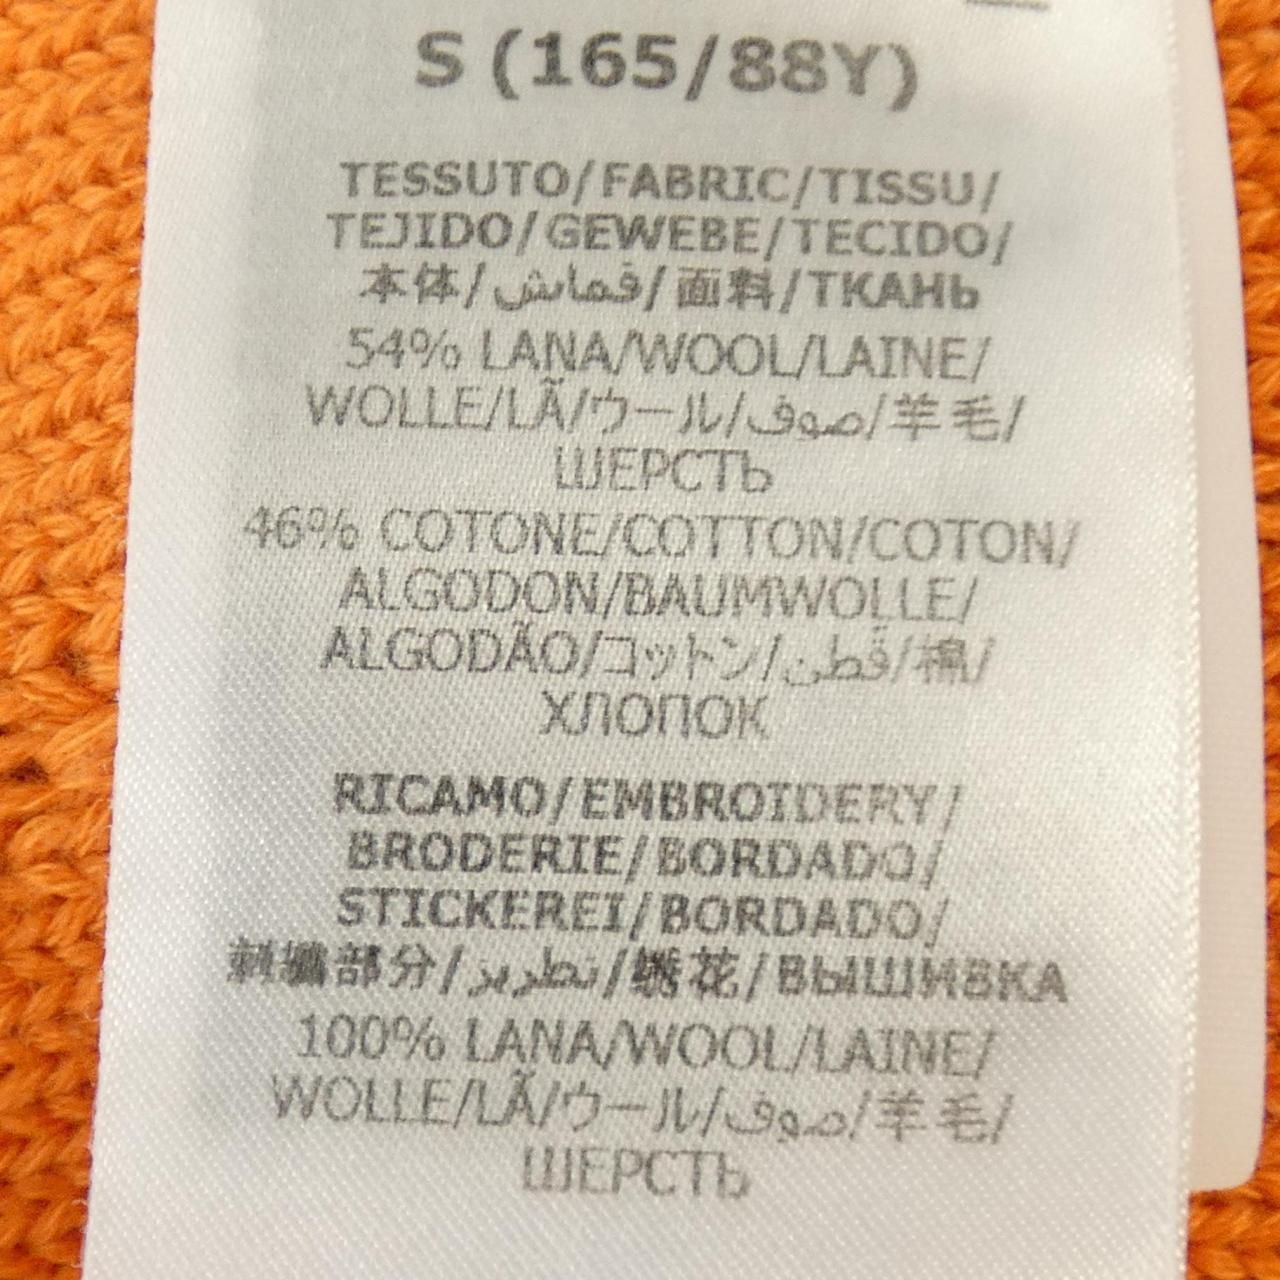 S (165/88Y)
TESSUTO/FABRIC/TISSU/
TEJIDO/GEWEBE/TECIDO/
本体/قماش/面料/ТКАНЬ
54% LANA/WOOL/LAINE/
WOLLE/LÃ/ウール/صوف/羊毛/
ШЕРСТЬ
46% COTONE/COTTON/COTON/
ALGODON/BAUMWOLLE/
ALGODÃO/コットン/قطن/棉/
ХЛОПОК
RICAMO/EMBROIDERY/
BRODERIE/BORDADO/
STICKEREI/BORDADO/
刺繍部分/تطريز/绣花/ВЫШИВКА
100% LANA/WOOL/LAINE/
WOLLE/LÃ/ウール/صوف/羊毛/
ШЕРСТЬ